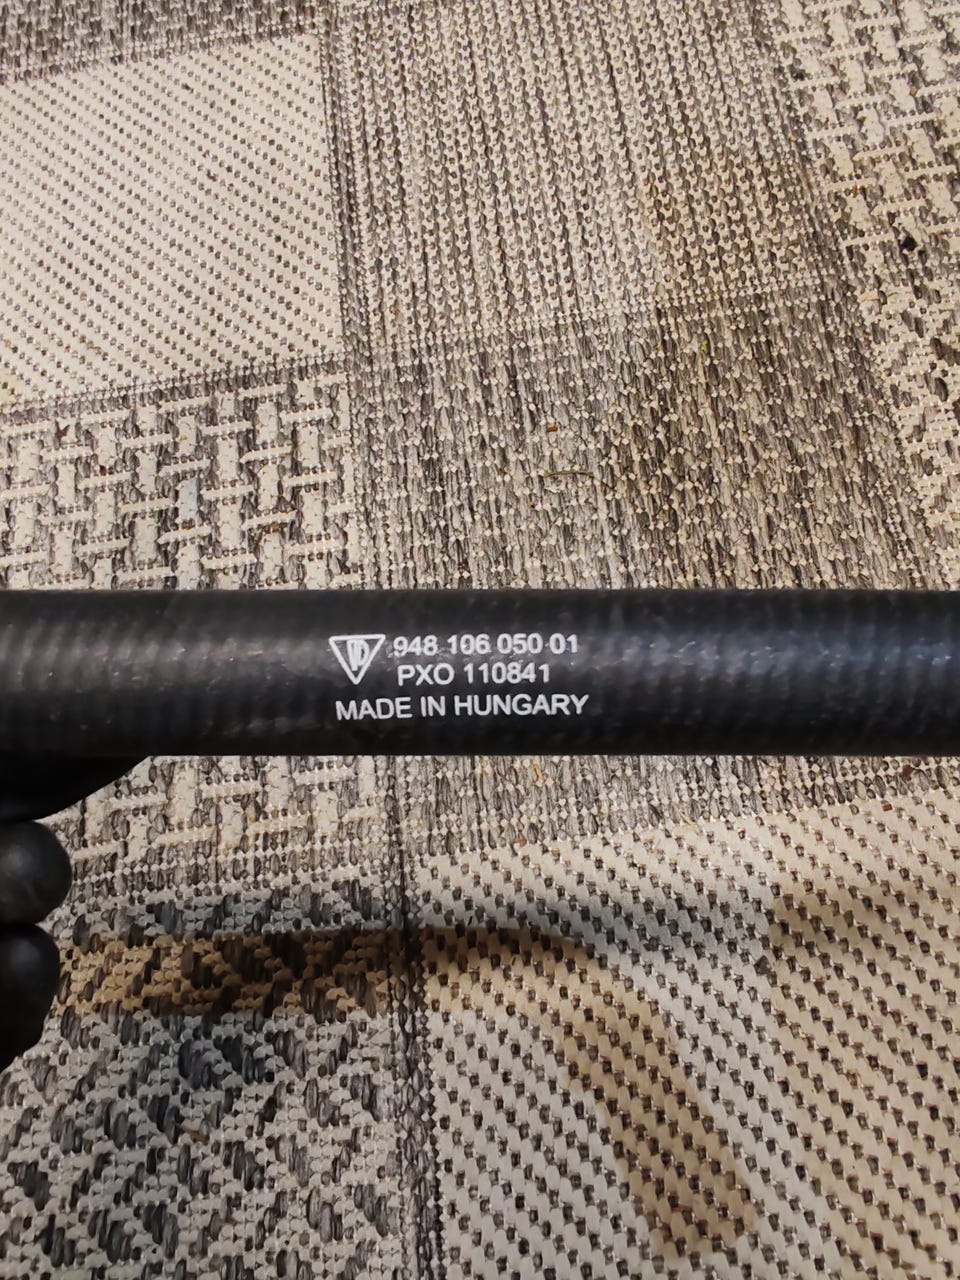 948 106 050 01
PXO 110841
MADE IN HUNGARY